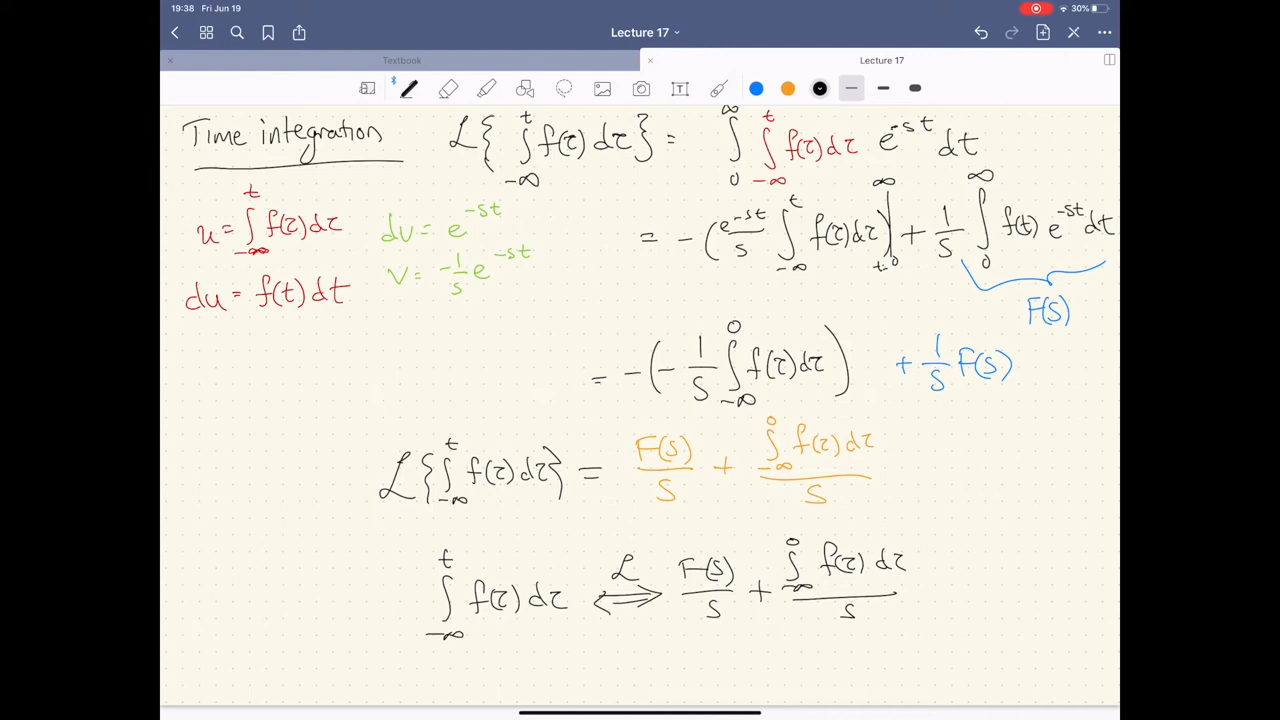 19:38 Fri Jun 19
30%
Lecture 17
Textbook
Lecture 17
Time integration
ℒ{ ∫_{-∞}^{t} f(τ) dτ } = ∫_{0}^{∞} ∫_{-∞}^{t} f(τ) dτ e^{-st} dt
u = ∫_{-∞}^{t} f(τ) dτ
dv = e^{-st}
= -( e^{-st}/s ∫_{-∞}^{t} f(τ) dτ ) |_{t=0}^{∞} + 1/s ∫_{0}^{∞} f(t) e^{-st} dt
du = f(t) dt
v = -1/s e^{-st}
F(s)
= -( - 1/s ∫_{-∞}^{0} f(τ) dτ ) + 1/s F(s)
ℒ{ ∫_{-∞}^{t} f(τ) dτ } = F(s)/s + ∫_{-∞}^{0} f(τ) dτ / s
∫_{-∞}^{t} f(τ) dτ ⟺^{ℒ} F(s)/s + ∫_{-∞}^{0} f(τ) dτ / s